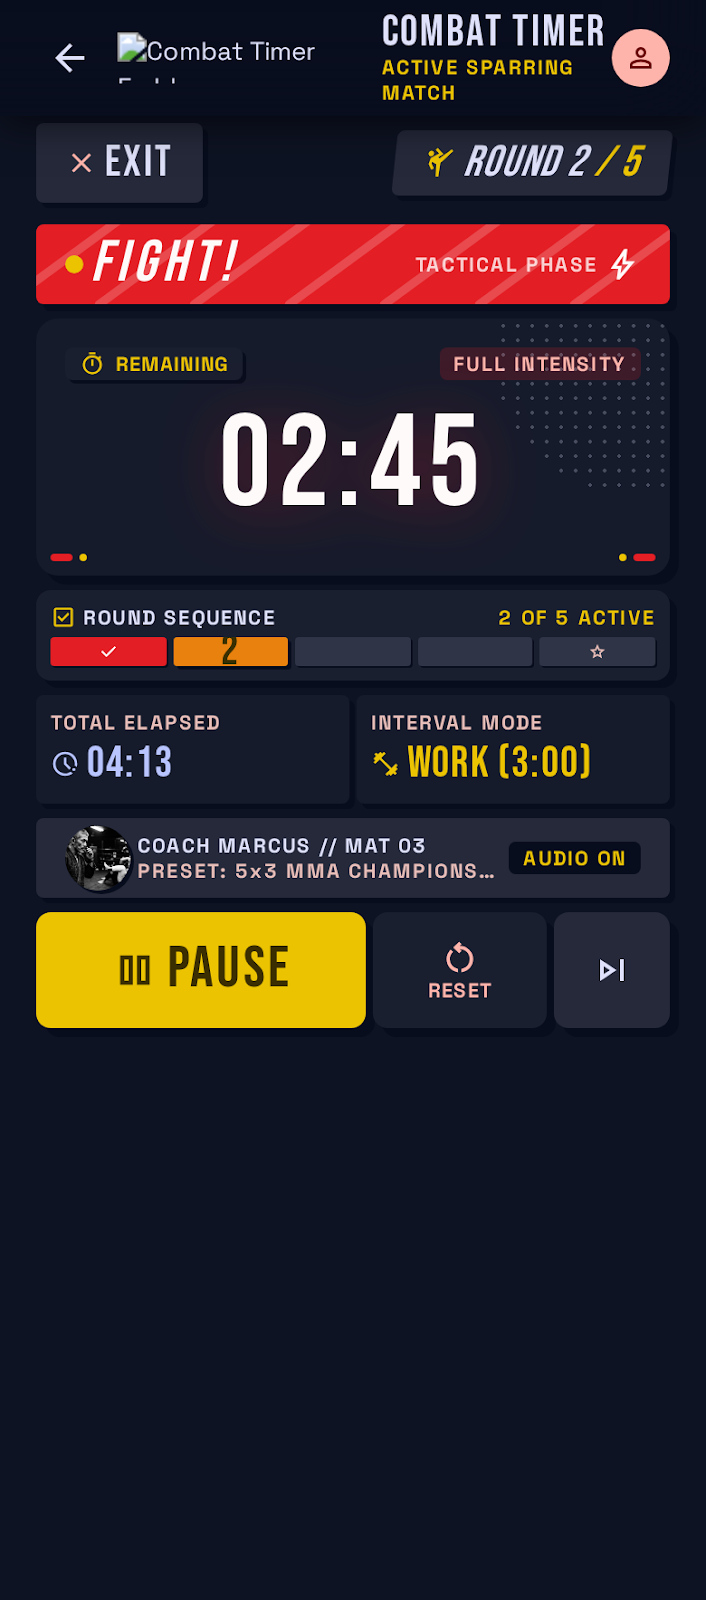 Combat Timer
COMBAT TIMER
ACTIVE SPARRING
MATCH
EXIT
ROUND 2 / 5
FIGHT!
TACTICAL PHASE
REMAINING
FULL INTENSITY
02:45
ROUND SEQUENCE
2 OF 5 ACTIVE
2
TOTAL ELAPSED
INTERVAL MODE
04:13
WORK (3:00)
COACH MARCUS // MAT 03
PRESET: 5x3 MMA CHAMPIONS...
AUDIO ON
PAUSE
RESET